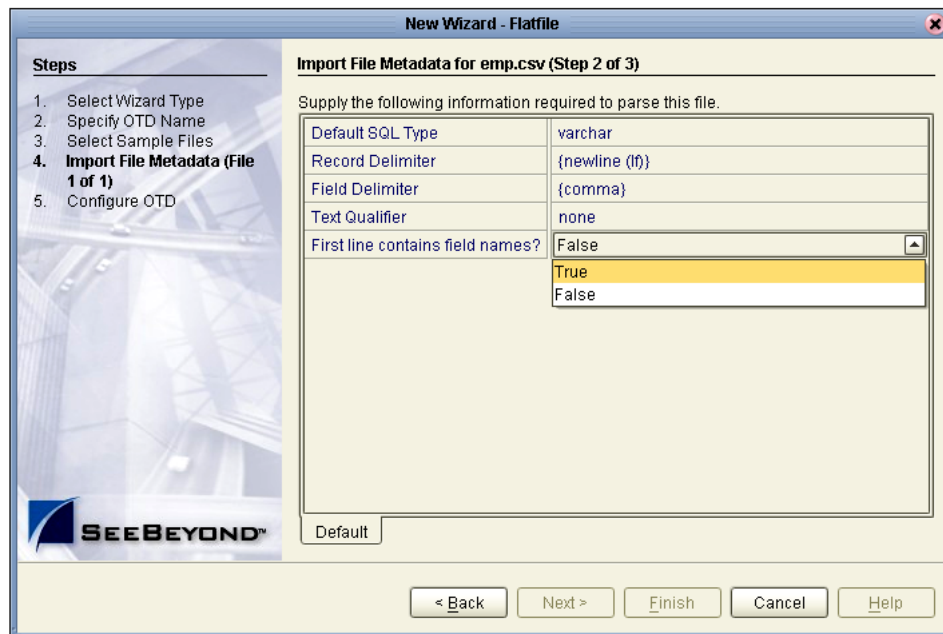 New Wizard - Flatfile
Steps
1. Select Wizard Type
2. Specify OTD Name
3. Select Sample Files
4. Import File Metadata (File
1 of 1)
5. Configure OTD
SEEBEYOND™
Import File Metadata for emp.csv (Step 2 of 3)
Supply the following information required to parse this file.
Default SQL Type varchar
Record Delimiter {newline (lf)}
Field Delimiter {comma}
Text Qualifier none
First line contains field names? False
True
False
Default
< Back Next > Finish Cancel Help